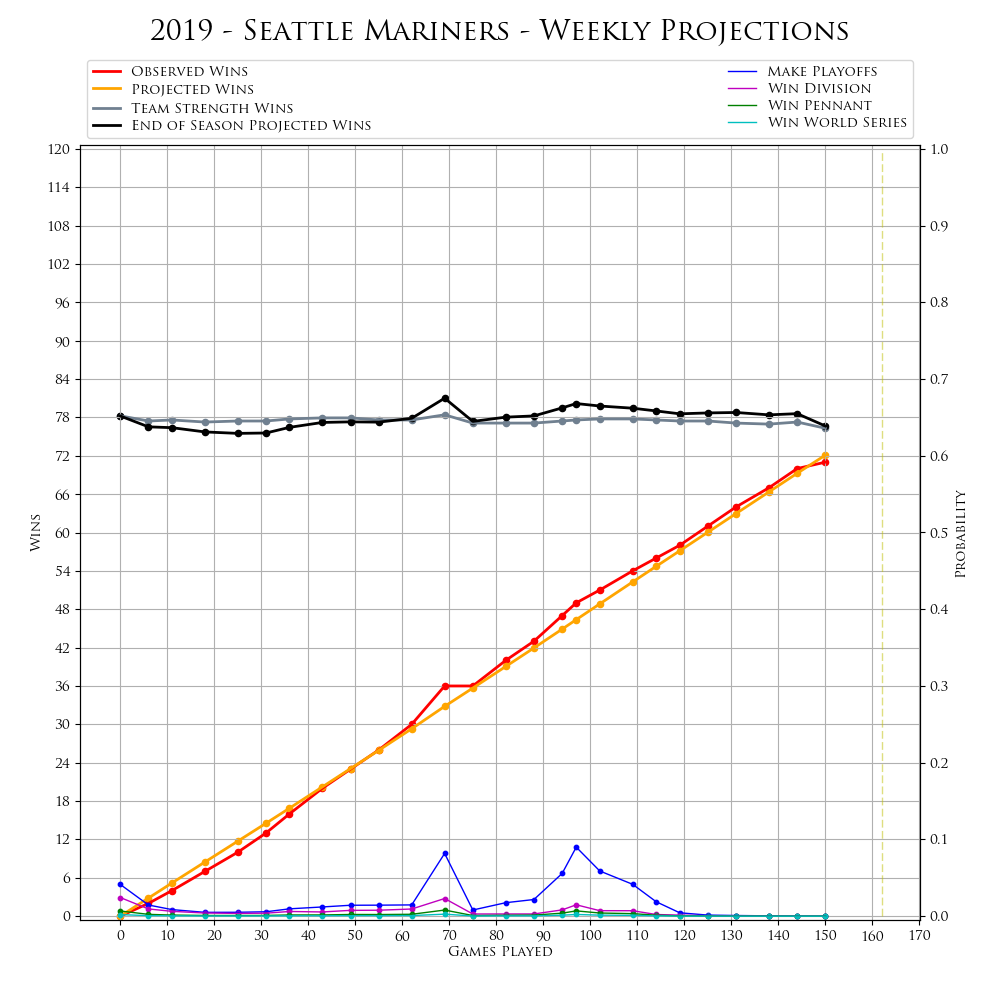 2019 - Seattle Mariners - Weekly Projections
Observed Wins
Projected Wins
Team Strength Wins
End of Season Projected Wins
Make Playoffs
Win Division
Win Pennant
Win World Series
120
114
108
102
96
90
84
78
72
66
60
54
48
42
36
30
24
18
12
6
0
Wins
1.0
0.9
0.8
0.7
0.6
0.5
0.4
0.3
0.2
0.1
0.0
Probability
0 10 20 30 40 50 60 70 80 90 100 110 120 130 140 150 160 170
Games Played